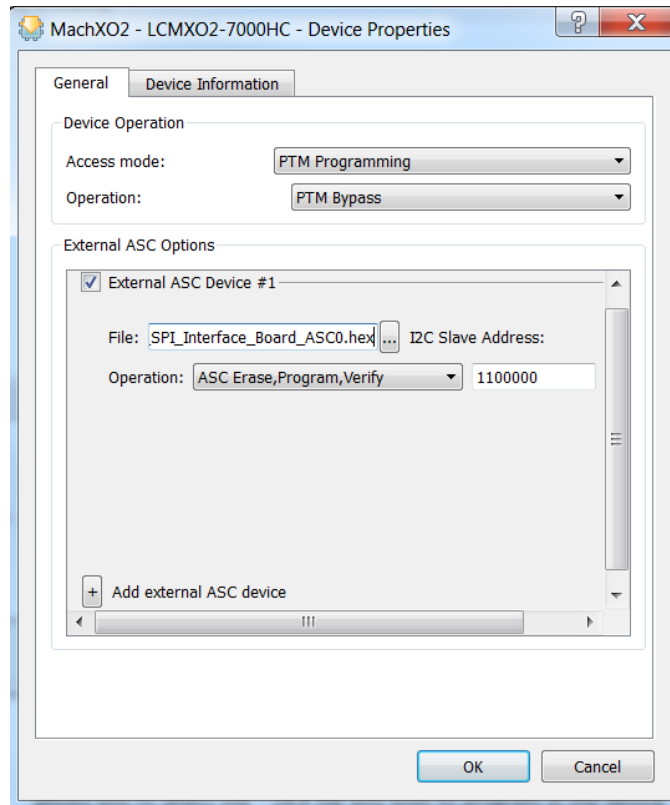 MachXO2 - LCMXO2-7000HC - Device Properties
General Device Information
Device Operation
Access mode: PTM Programming
Operation: PTM Bypass
External ASC Options
External ASC Device #1
File: _SPI_Interface_Board_ASC0.hex ... I2C Slave Address:
Operation: ASC Erase,Program,Verify 1100000
+ Add external ASC device
OK Cancel